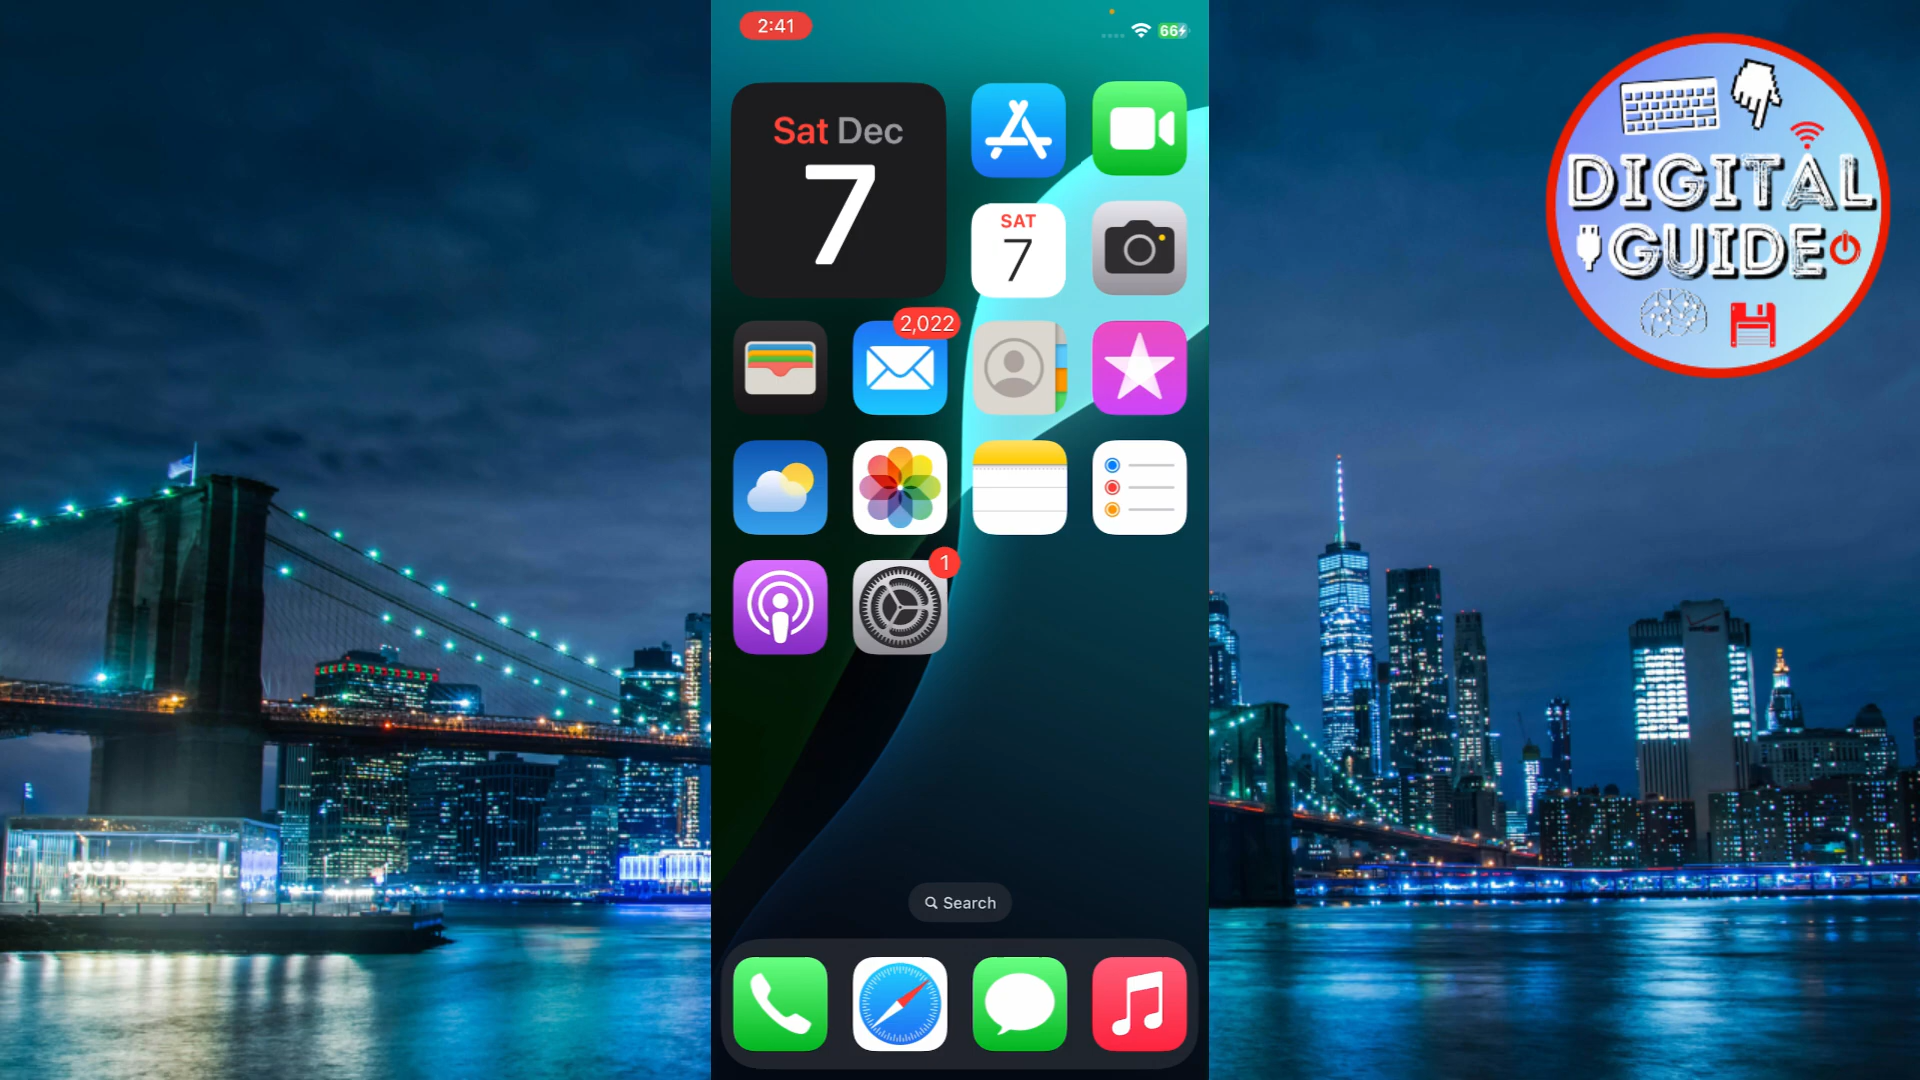 2:41
66
Sat Dec
7
SAT
7
2,022
1
Search
DIGITAL
GUIDE